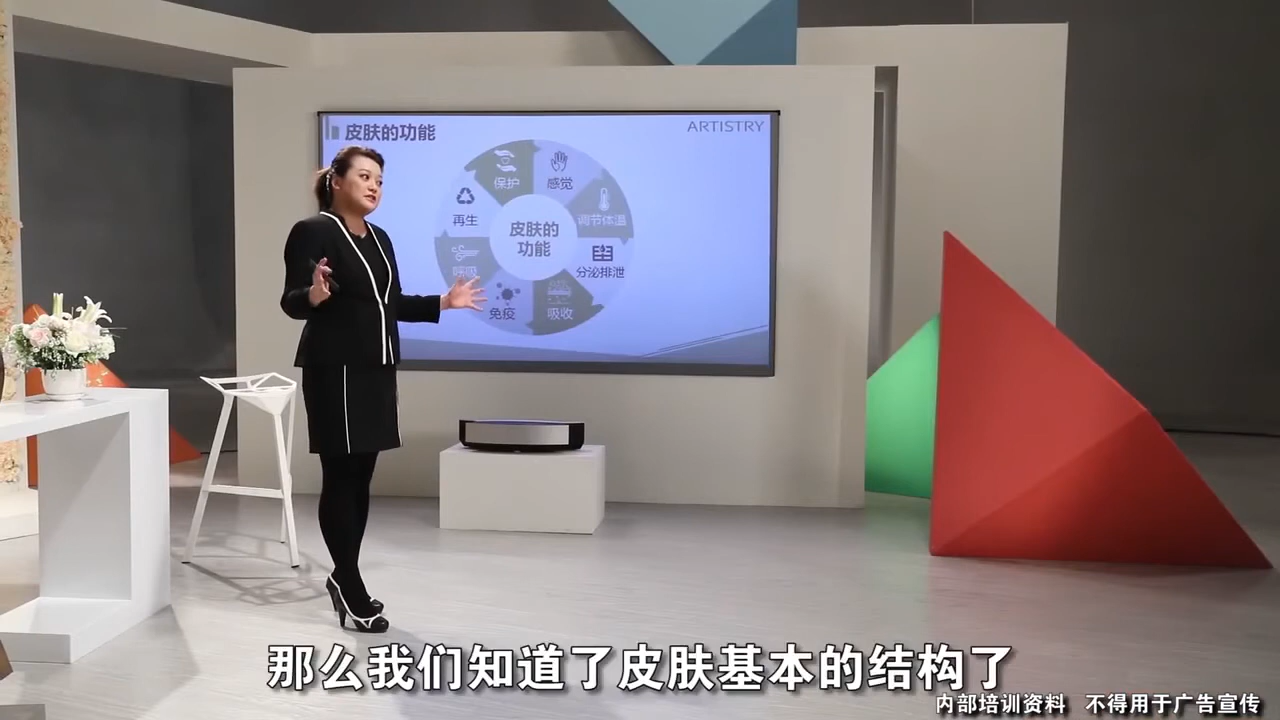 皮肤的功能
ARTISTRY
保护
感觉
再生
调节体温
皮肤的
功能
呼吸
分泌排泄
免疫
吸收
那么我们知道了皮肤基本的结构了
内部培训资料 不得用于广告宣传